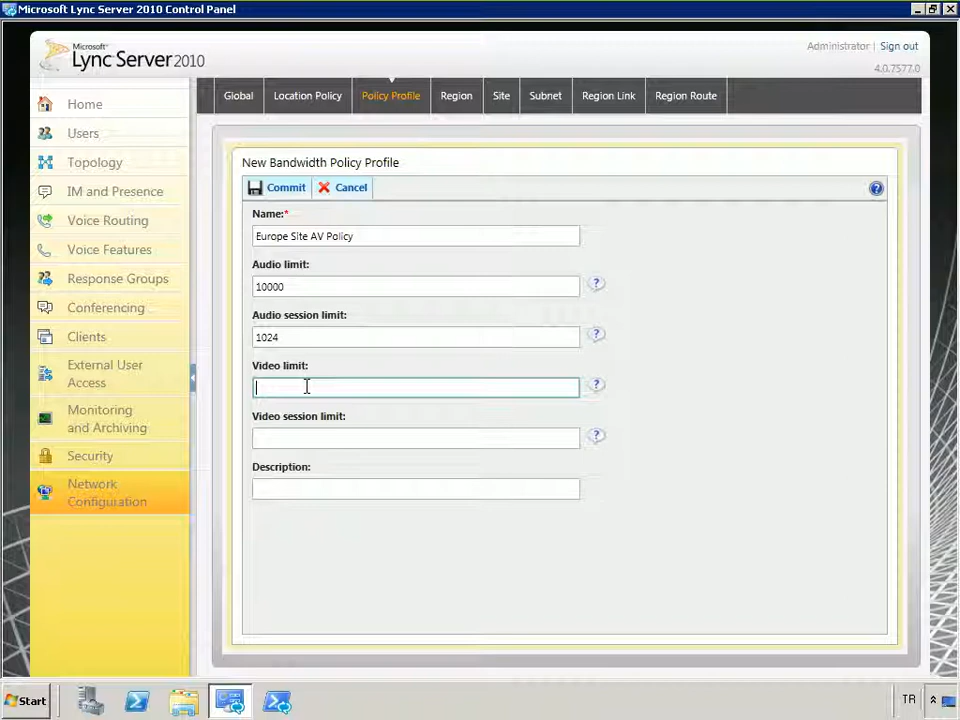 Microsoft Lync Server 2010 Control Panel
Microsoft
Lync Server 2010
Administrator | Sign out
4.0.7577.0
Home
Users
Topology
IM and Presence
Voice Routing
Voice Features
Response Groups
Conferencing
Clients
External User
Access
Monitoring
and Archiving
Security
Network
Configuration
Global
Location Policy
Policy Profile
Region
Site
Subnet
Region Link
Region Route
New Bandwidth Policy Profile
Commit
Cancel
?
Name:*
Europe Site AV Policy
Audio limit:
10000
?
Audio session limit:
1024
?
Video limit:
?
Video session limit:
?
Description:
Start
TR